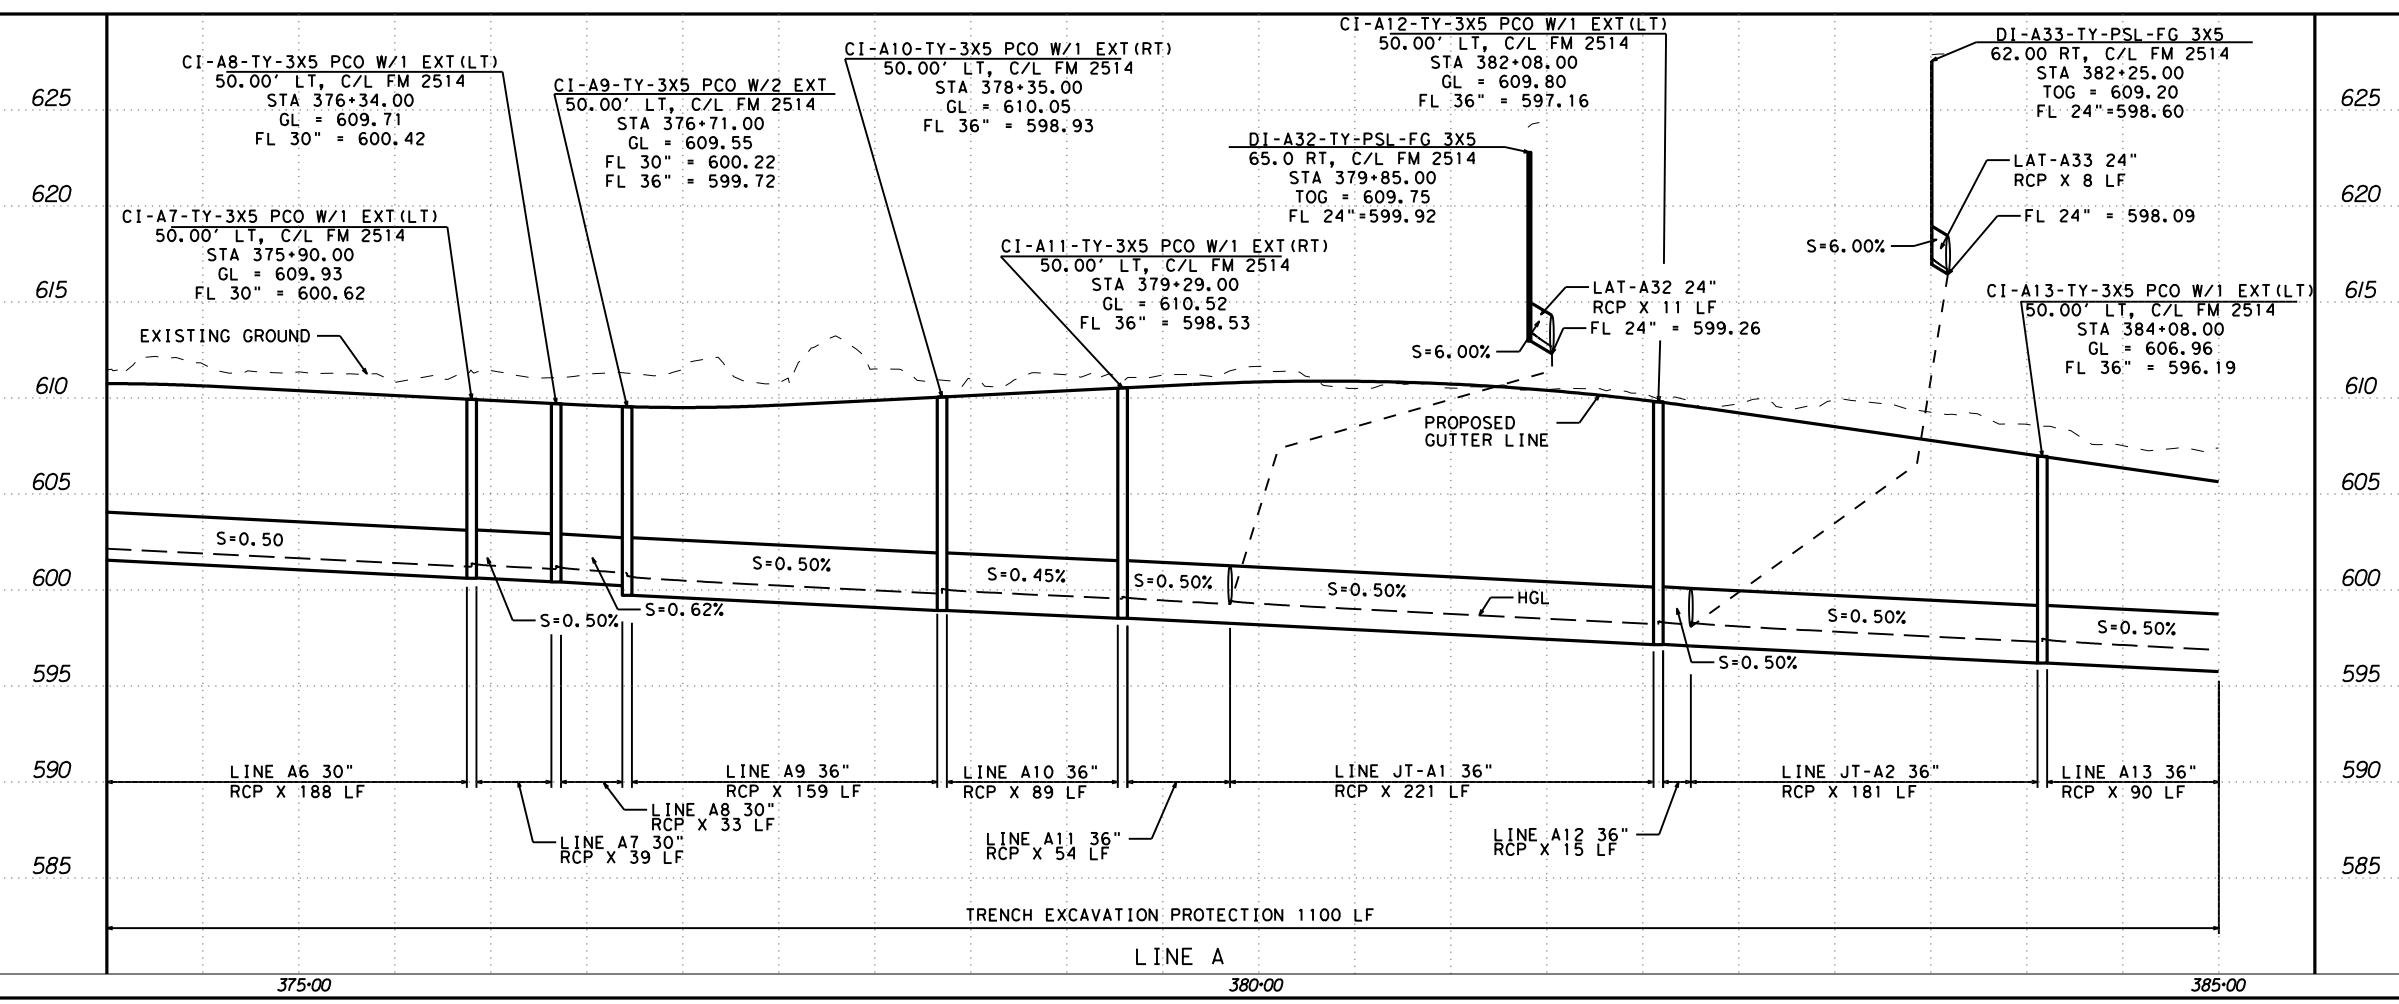 CI-A8-TY-3X5 PCO W/1 EXT(LT)
50.00' LT, C/L FM 2514
STA 376+34.00
GL = 609.71
FL 30" = 600.42
CI-A9-TY-3X5 PCO W/2 EXT
50.00' LT, C/L FM 2514
STA 376+71.00
GL = 609.55
FL 30" = 600.22
FL 36" = 599.72
CI-A10-TY-3X5 PCO W/1 EXT(RT)
50.00' LT, C/L FM 2514
STA 378+35.00
GL = 610.05
FL 36" = 598.93
CI-A12-TY-3X5 PCO W/1 EXT(LT)
50.00' LT, C/L FM 2514
STA 382+08.00
GL = 609.80
FL 36" = 597.16
DI-A33-TY-PSL-FG 3X5
62.00 RT, C/L FM 2514
STA 382+25.00
TOG = 609.20
FL 24"=598.60
DI-A32-TY-PSL-FG 3X5
65.0 RT, C/L FM 2514
STA 379+85.00
TOG = 609.75
FL 24"=599.92
LAT-A33 24"
RCP X 8 LF
FL 24" = 598.09
S=6.00%
CI-A7-TY-3X5 PCO W/1 EXT(LT)
50.00' LT, C/L FM 2514
STA 375+90.00
GL = 609.93
FL 30" = 600.62
CI-A11-TY-3X5 PCO W/1 EXT(RT)
50.00' LT, C/L FM 2514
STA 379+29.00
GL = 610.52
FL 36" = 598.53
LAT-A32 24"
RCP X 11 LF
FL 24" = 599.26
S=6.00%
CI-A13-TY-3X5 PCO W/1 EXT(LT)
50.00' LT, C/L FM 2514
STA 384+08.00
GL = 606.96
FL 36" = 596.19
EXISTING GROUND
PROPOSED
GUTTER LINE
625
620
615
610
605
600
595
590
585
625
620
615
610
605
600
595
590
585
S=0.50
S=0.50%
S=0.62%
S=0.50%
S=0.45%
S=0.50%
S=0.50%
HGL
S=0.50%
S=0.50%
S=0.50%
LINE A6 30"
RCP X 188 LF
LINE A7 30"
RCP X 39 LF
LINE A8 30"
RCP X 33 LF
LINE A9 36"
RCP X 159 LF
LINE A10 36"
RCP X 89 LF
LINE A11 36"
RCP X 54 LF
LINE JT-A1 36"
RCP X 221 LF
LINE A12 36"
RCP X 15 LF
LINE JT-A2 36"
RCP X 181 LF
LINE A13 36"
RCP X 90 LF
TRENCH EXCAVATION PROTECTION 1100 LF
LINE A
375+00
380+00
385+00